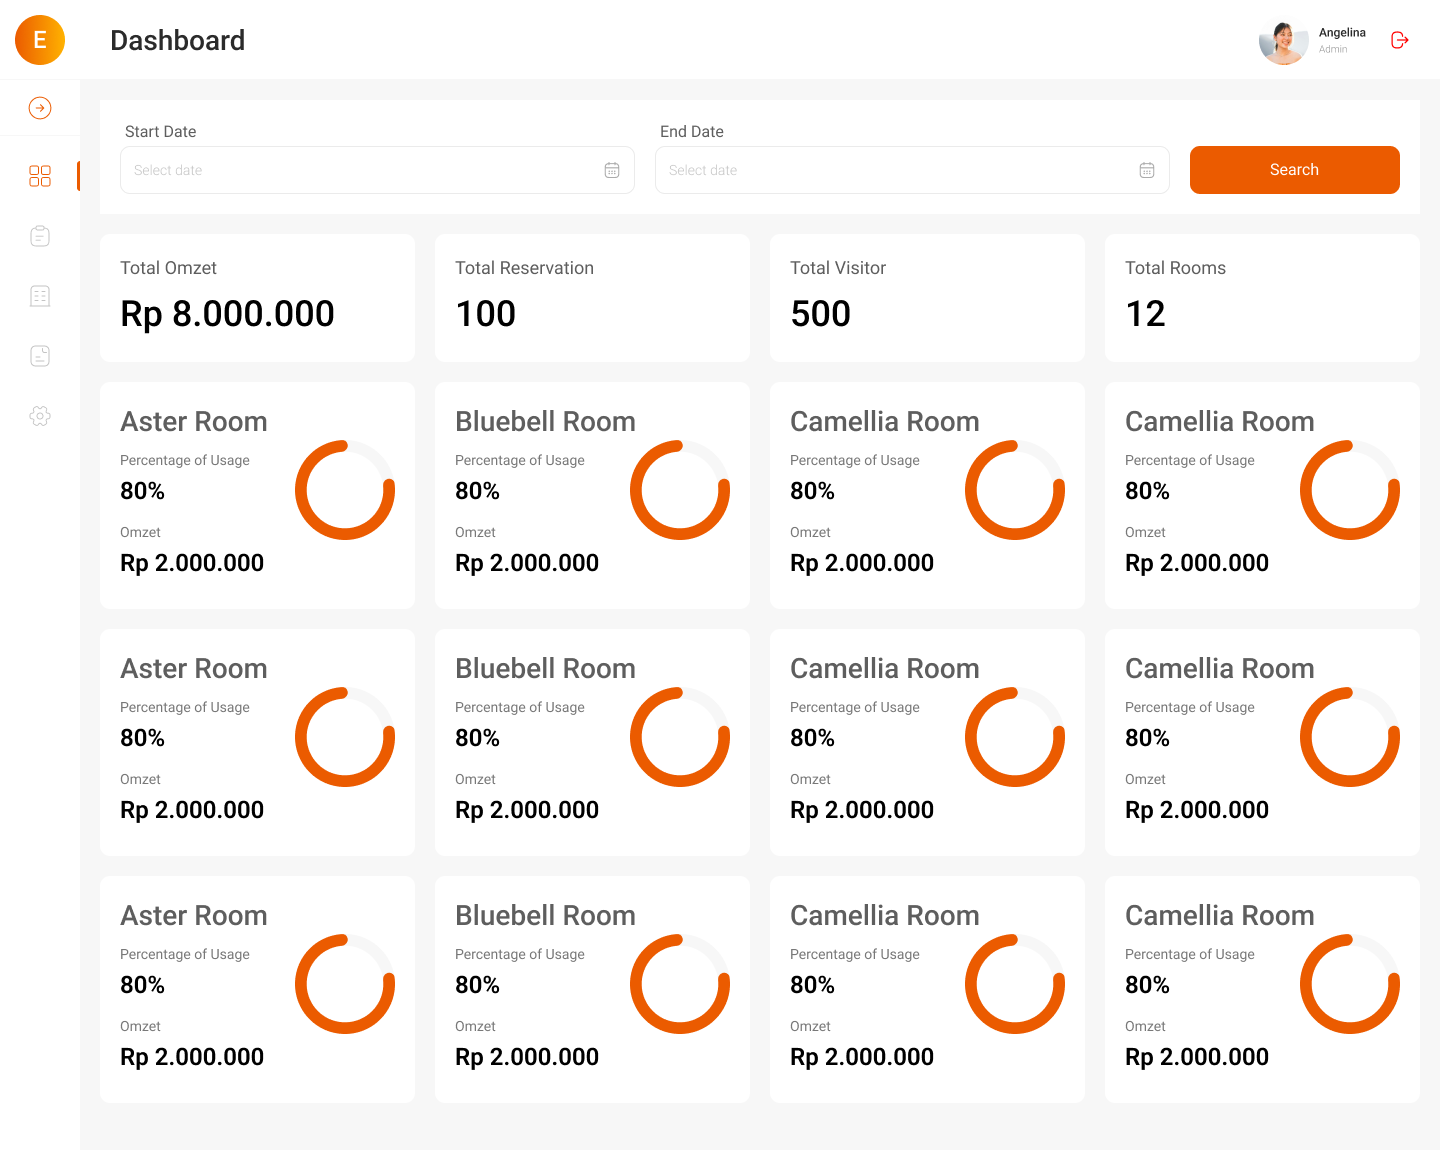 E
Dashboard
Angelina
Admin
Start Date
End Date
Select date
Select date
Search
Total Omzet
Rp 8.000.000
Total Reservation
100
Total Visitor
500
Total Rooms
12
Aster Room
Percentage of Usage
80%
Omzet
Rp 2.000.000
Bluebell Room
Percentage of Usage
80%
Omzet
Rp 2.000.000
Camellia Room
Percentage of Usage
80%
Omzet
Rp 2.000.000
Camellia Room
Percentage of Usage
80%
Omzet
Rp 2.000.000
Aster Room
Percentage of Usage
80%
Omzet
Rp 2.000.000
Bluebell Room
Percentage of Usage
80%
Omzet
Rp 2.000.000
Camellia Room
Percentage of Usage
80%
Omzet
Rp 2.000.000
Camellia Room
Percentage of Usage
80%
Omzet
Rp 2.000.000
Aster Room
Percentage of Usage
80%
Omzet
Rp 2.000.000
Bluebell Room
Percentage of Usage
80%
Omzet
Rp 2.000.000
Camellia Room
Percentage of Usage
80%
Omzet
Rp 2.000.000
Camellia Room
Percentage of Usage
80%
Omzet
Rp 2.000.000